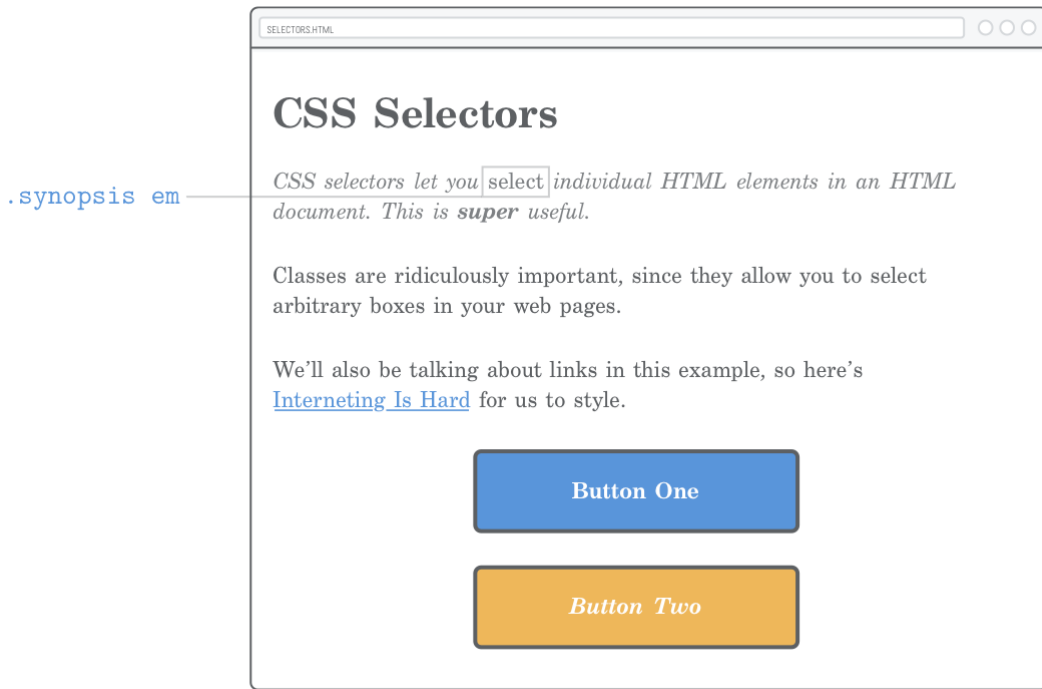 SELECTORS.HTML
CSS Selectors
.synopsis em
CSS selectors let you select individual HTML elements in an HTML
document. This is super useful.
Classes are ridiculously important, since they allow you to select
arbitrary boxes in your web pages.
We’ll also be talking about links in this example, so here’s
Interneting Is Hard for us to style.
Button One
Button Two